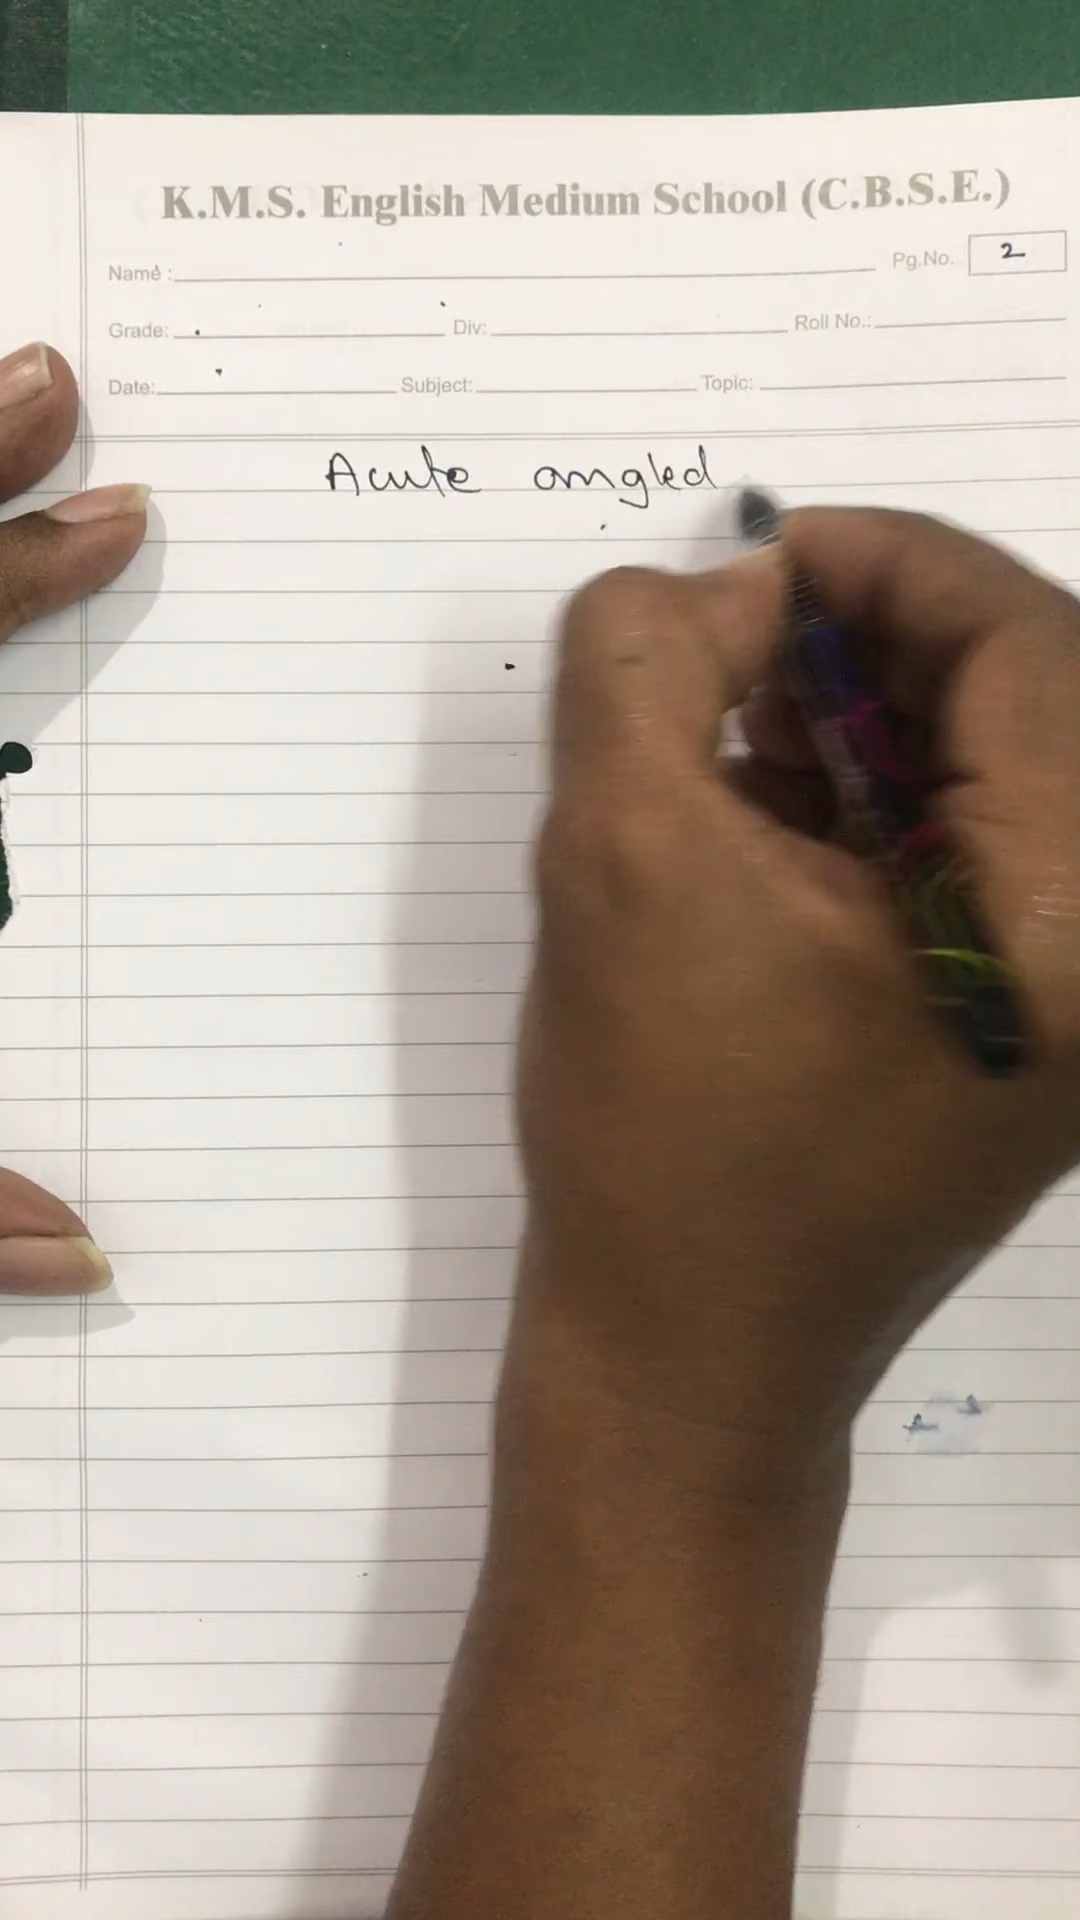 K.M.S. English Medium School (C.B.S.E.)
Name : Pg.No. 2
Grade: Div: Roll No.:
Date: Subject: Topic:
Acute angled